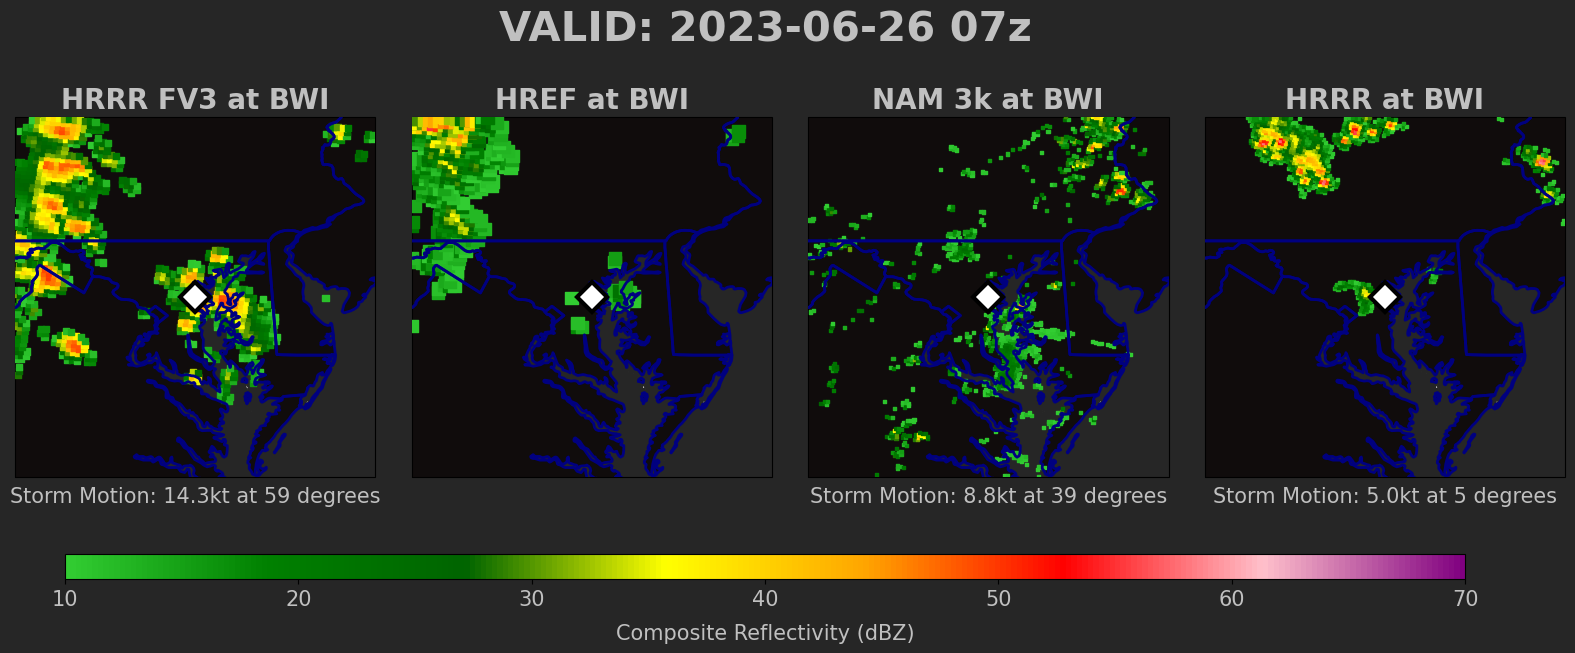 VALID: 2023-06-26 07z
HRRR FV3 at BWI
HREF at BWI
NAM 3k at BWI
HRRR at BWI
Storm Motion: 14.3kt at 59 degrees
Storm Motion: 8.8kt at 39 degrees
Storm Motion: 5.0kt at 5 degrees
10 20 30 40 50 60 70
Composite Reflectivity (dBZ)